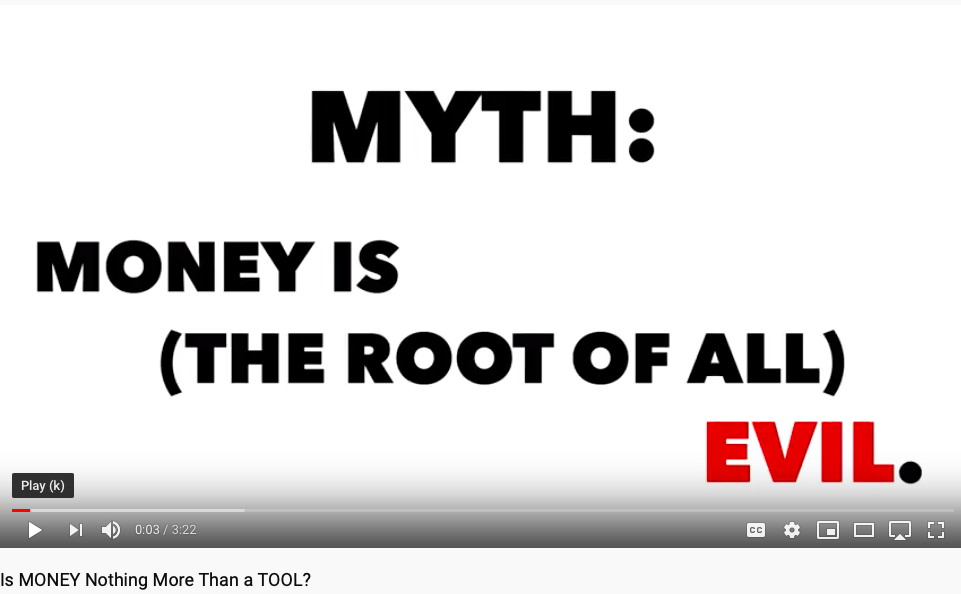 MYTH:
MONEY IS
(THE ROOT OF ALL)
EVIL.
Play (k)
0:03 / 3:22
CC
Is MONEY Nothing More Than a TOOL?